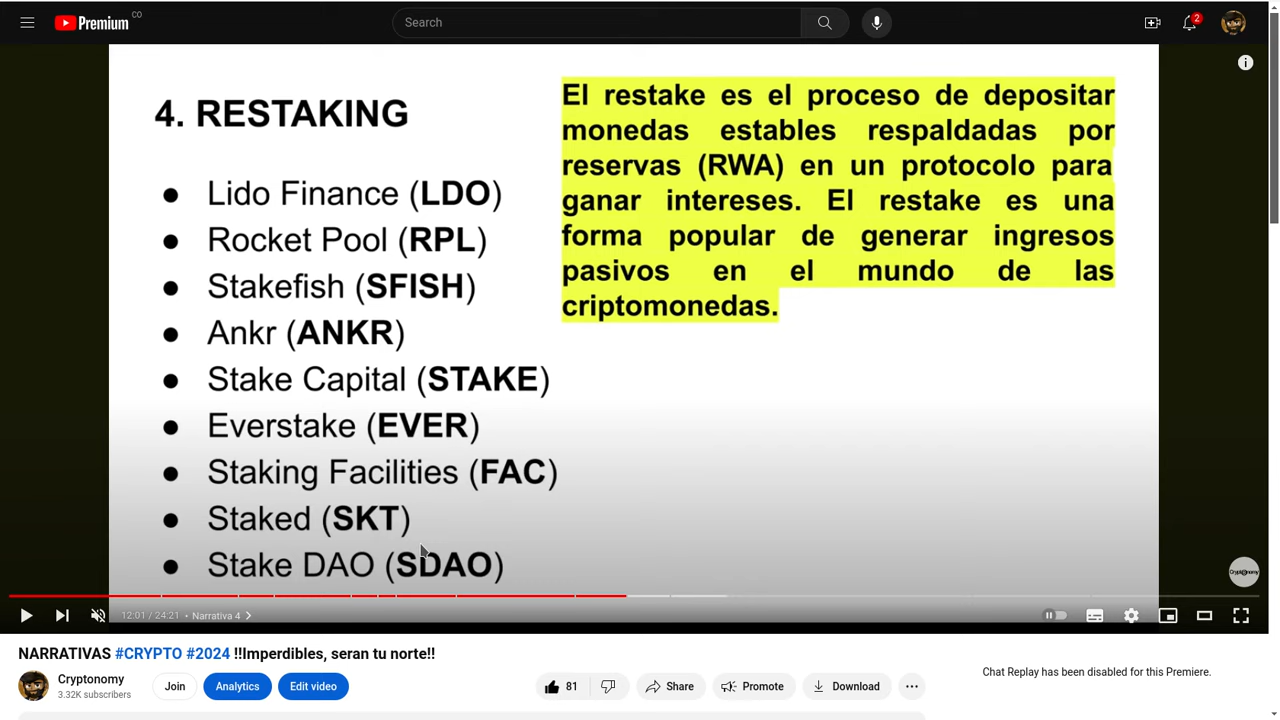 Premium CO
Search
2
4. RESTAKING
El restake es el proceso de depositar
monedas estables respaldadas por
reservas (RWA) en un protocolo para
ganar intereses. El restake es una
forma popular de generar ingresos
pasivos en el mundo de las
criptomonedas.
● Lido Finance (LDO)
● Rocket Pool (RPL)
● Stakefish (SFISH)
● Ankr (ANKR)
● Stake Capital (STAKE)
● Everstake (EVER)
● Staking Facilities (FAC)
● Staked (SKT)
● Stake DAO (SDAO)
Cryptonomy
12:01 / 24:21 • Narrativa 4
NARRATIVAS #CRYPTO #2024 !!Imperdibles, seran tu norte!!
Cryptonomy
3.32K subscribers
Join
Analytics
Edit video
81
Share
Promote
Download
Chat Replay has been disabled for this Premiere.